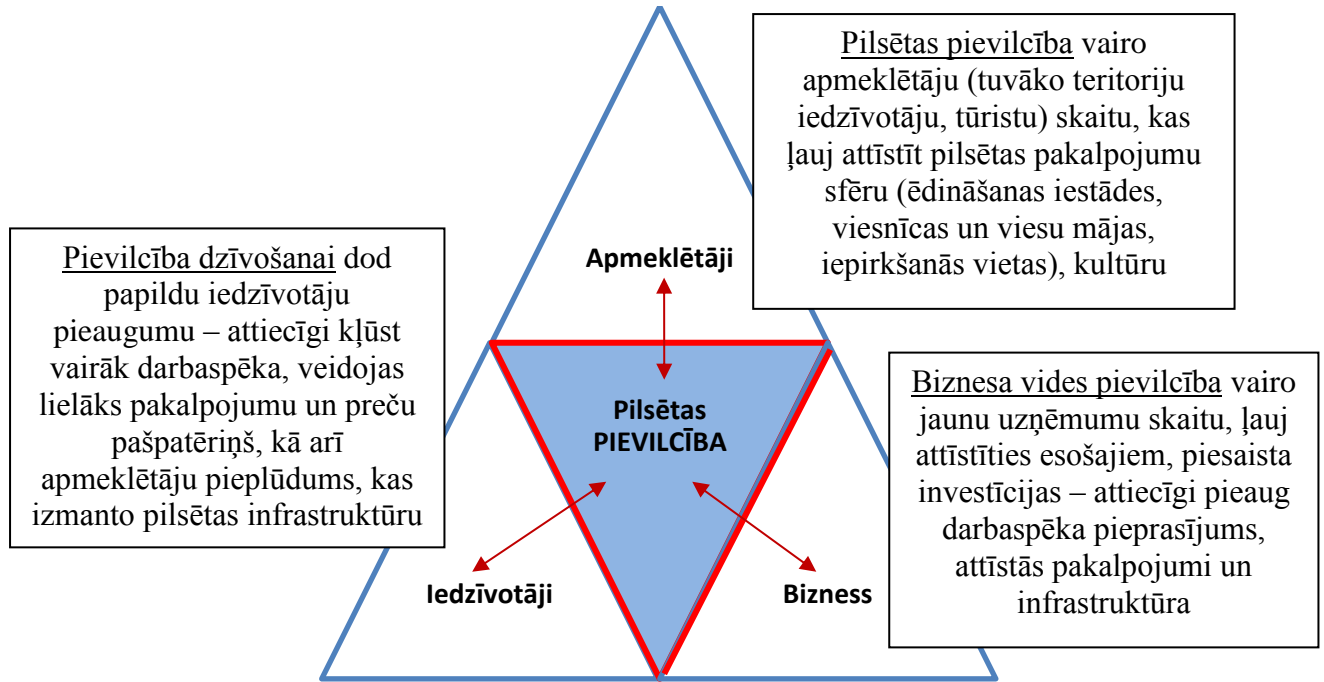 Pilsētas pievilcība vairo
apmeklētāju (tuvāko teritoriju
iedzīvotāju, tūristu) skaitu, kas
ļauj attīstīt pilsētas pakalpojumu
sfēru (ēdināšanas iestādes,
viesnīcas un viesu mājas,
iepirkšanās vietas), kultūru
Pievilcība dzīvošanai dod
papildu iedzīvotāju
pieaugumu – attiecīgi kļūst
vairāk darbaspēka, veidojas
lielāks pakalpojumu un preču
pašpatēriņš, kā arī
apmeklētāju pieplūdums, kas
izmanto pilsētas infrastruktūru
Apmeklētāji
Pilsētas
PIEVILCĪBA
Iedzīvotāji
Bizness
Biznesa vides pievilcība vairo
jaunu uzņēmumu skaitu, ļauj
attīstīties esošajiem, piesaista
investīcijas – attiecīgi pieaug
darbaspēka pieprasījums,
attīstās pakalpojumi un
infrastruktūra